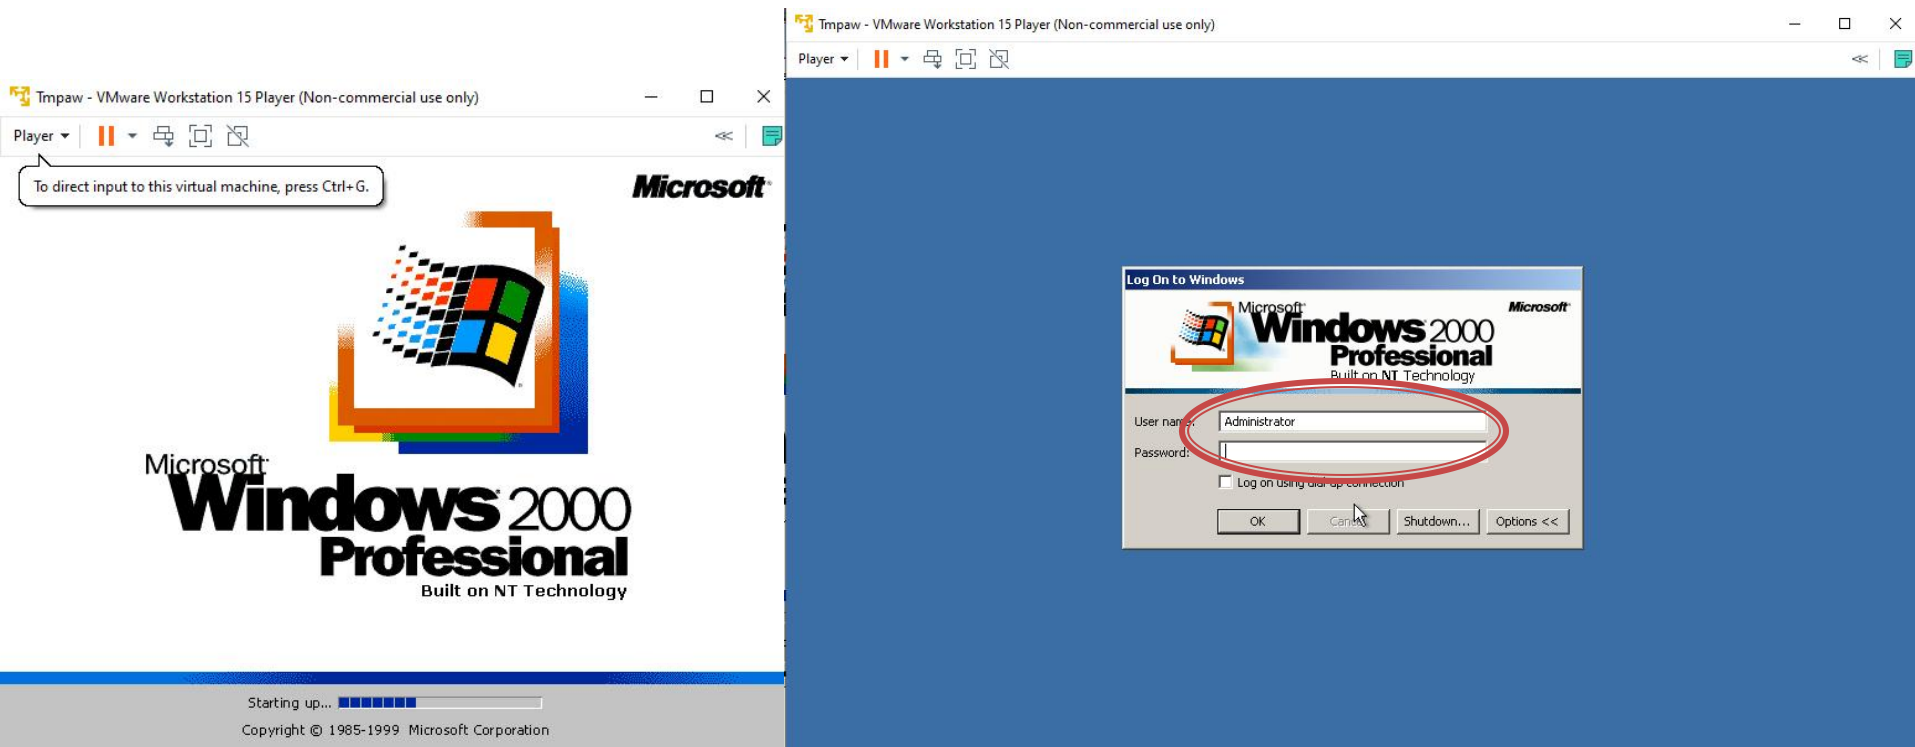 Tmpaw - VMware Workstation 15 Player (Non-commercial use only)
Player
To direct input to this virtual machine, press Ctrl+G.
Microsoft
Microsoft
Windows 2000
Professional
Built on NT Technology
Starting up...
Copyright © 1985-1999 Microsoft Corporation
Tmpaw - VMware Workstation 15 Player (Non-commercial use only)
Player
Log On to Windows
Microsoft
Microsoft
Windows 2000
Professional
Built on NT Technology
User name: Administrator
Password:
Log on using dial-up connection
OK Cancel Shutdown... Options <<